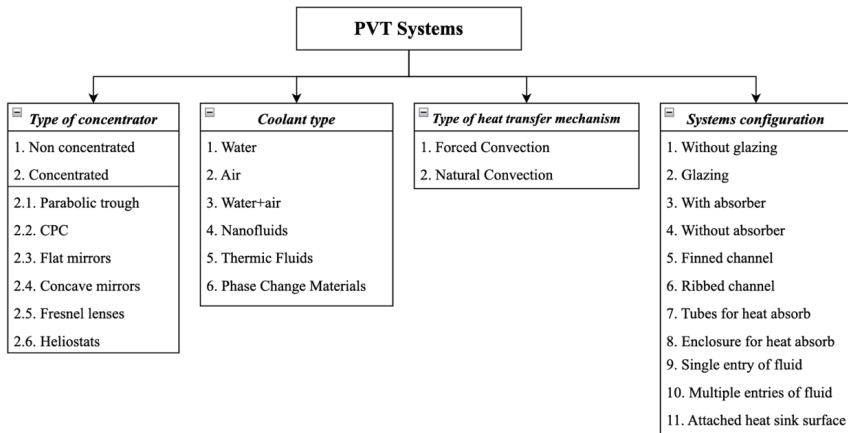 PVT Systems
Type of concentrator
1. Non concentrated
2. Concentrated
2.1. Parabolic trough
2.2. CPC
2.3. Flat mirrors
2.4. Concave mirrors
2.5. Fresnel lenses
2.6. Heliostats
Coolant type
1. Water
2. Air
3. Water+air
4. Nanofluids
5. Thermic Fluids
6. Phase Change Materials
Type of heat transfer mechanism
1. Forced Convection
2. Natural Convection
Systems configuration
1. Without glazing
2. Glazing
3. With absorber
4. Without absorber
5. Finned channel
6. Ribbed channel
7. Tubes for heat absorb
8. Enclosure for heat absorb
9. Single entry of fluid
10. Multiple entries of fluid
11. Attached heat sink surface